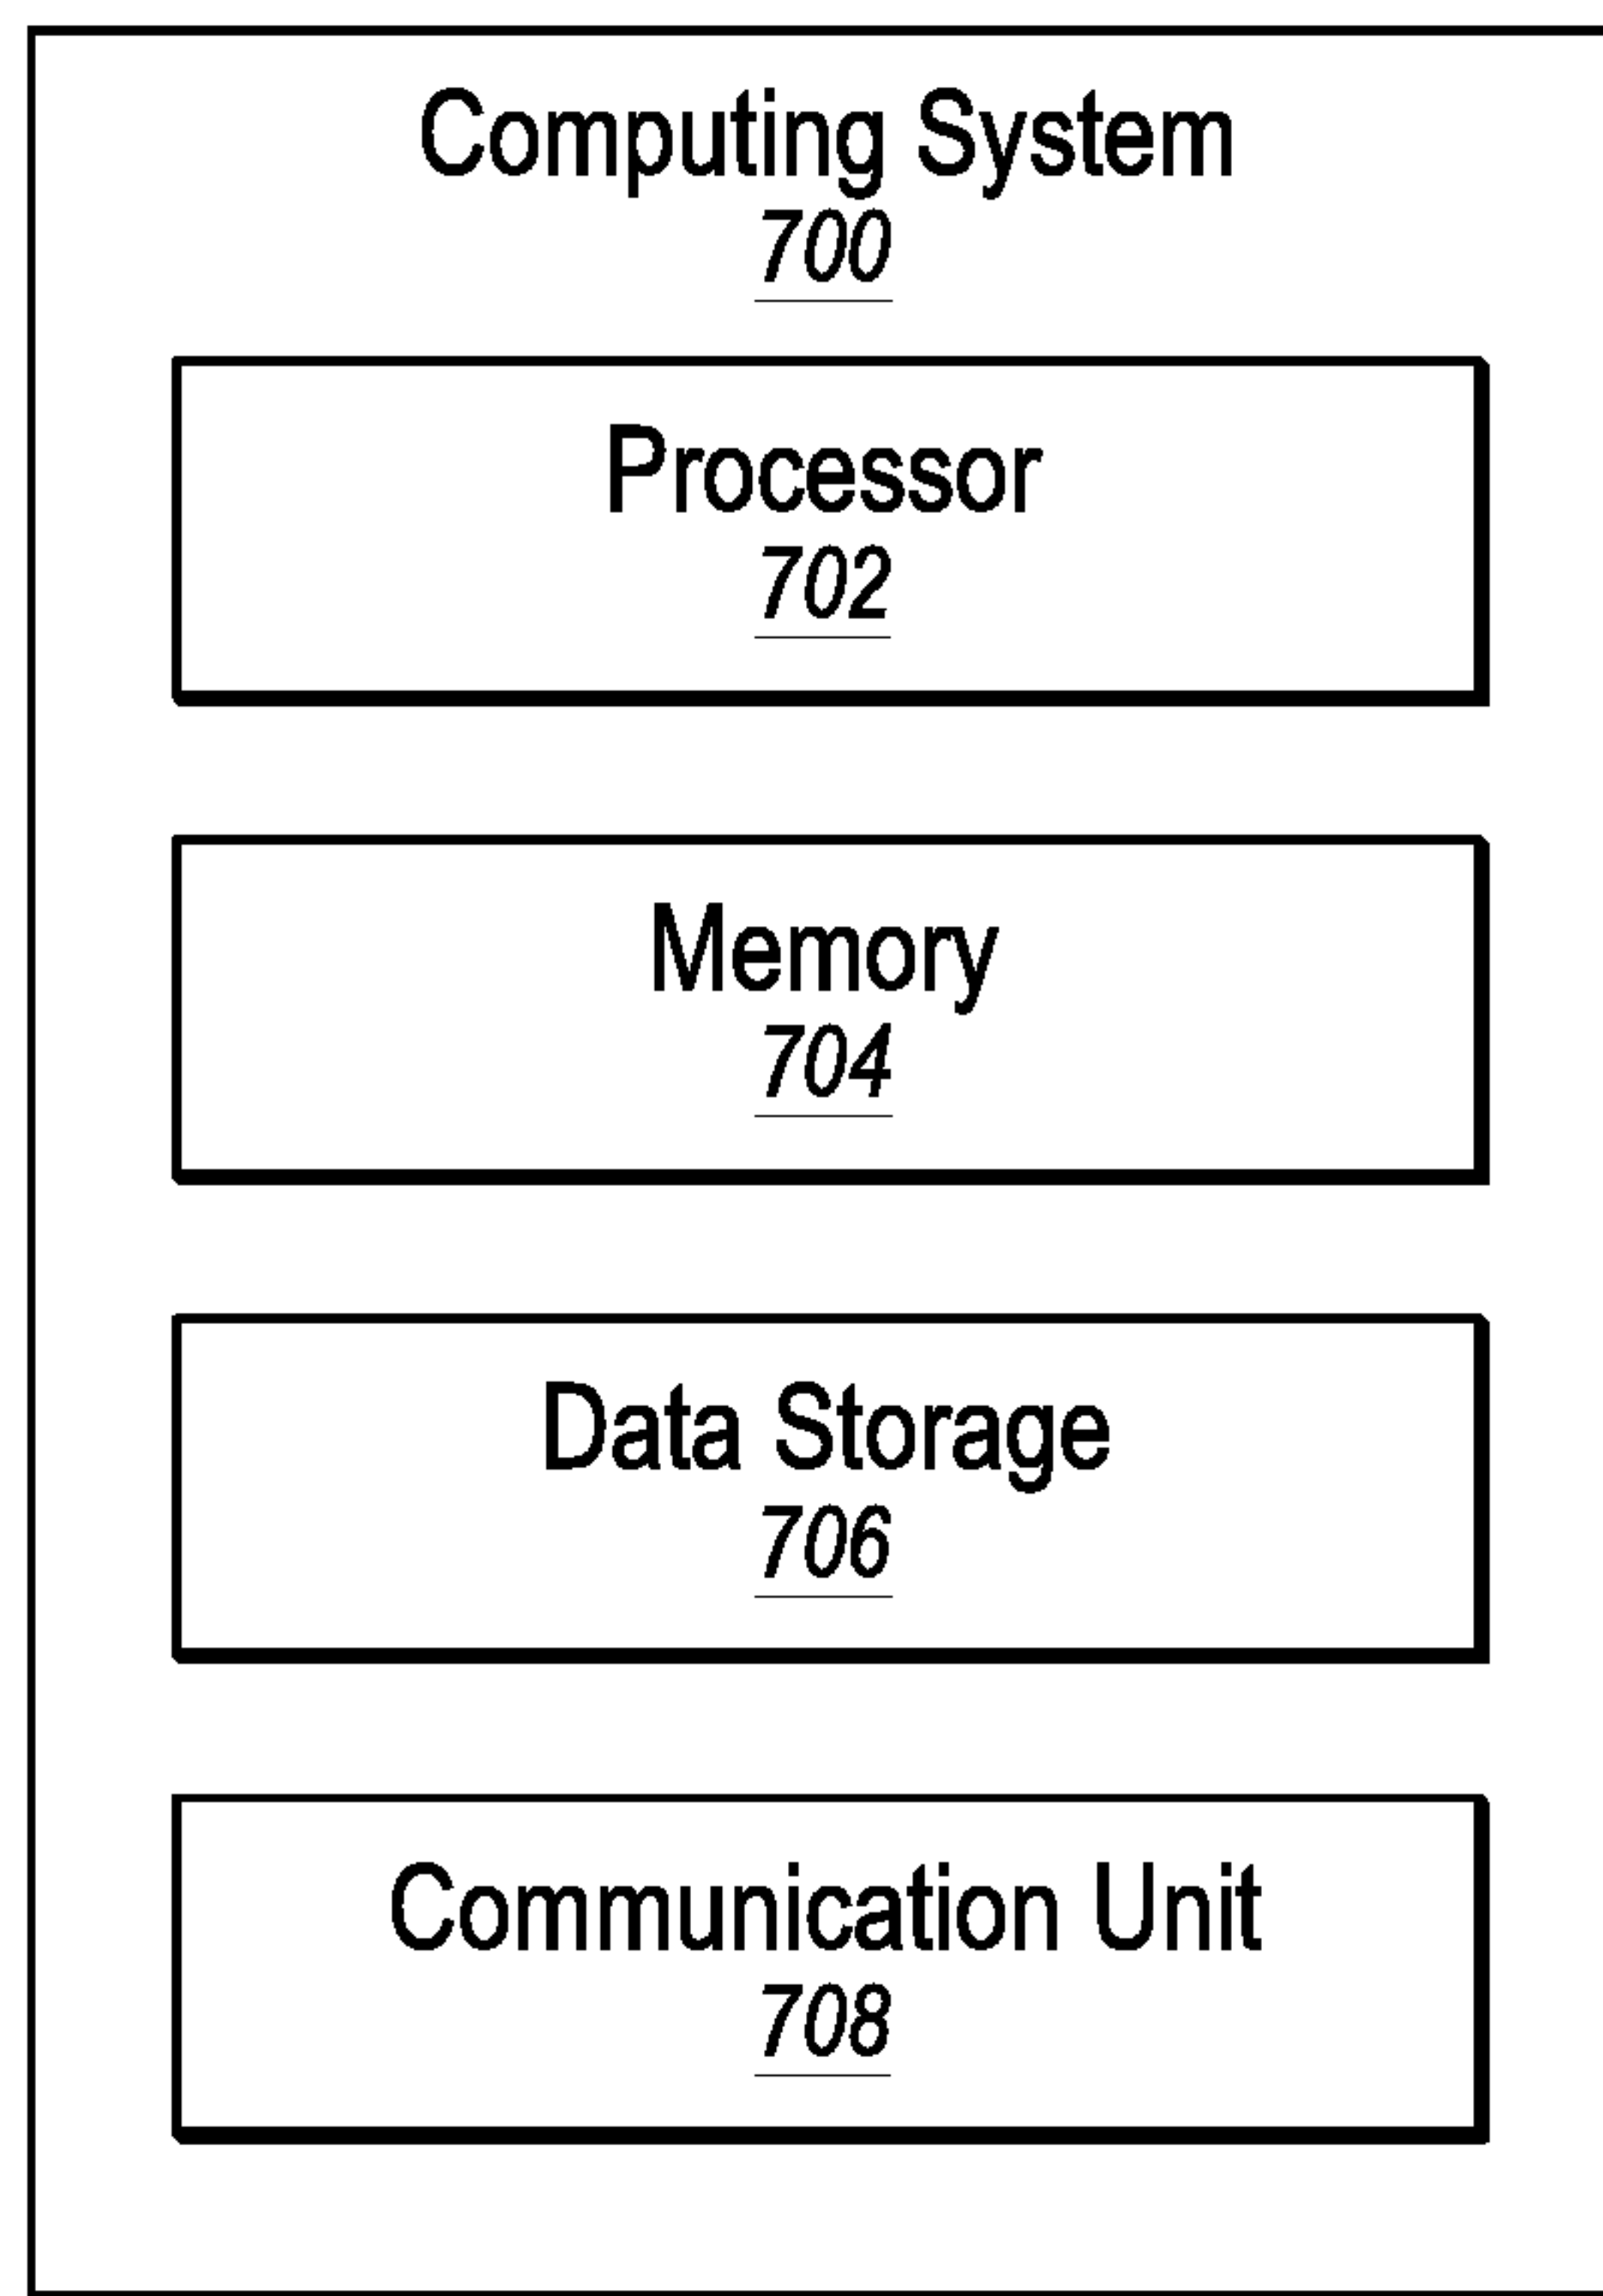 Computing System
700
Processor
702
Memory
704
Data Storage
706
Communication Unit
708